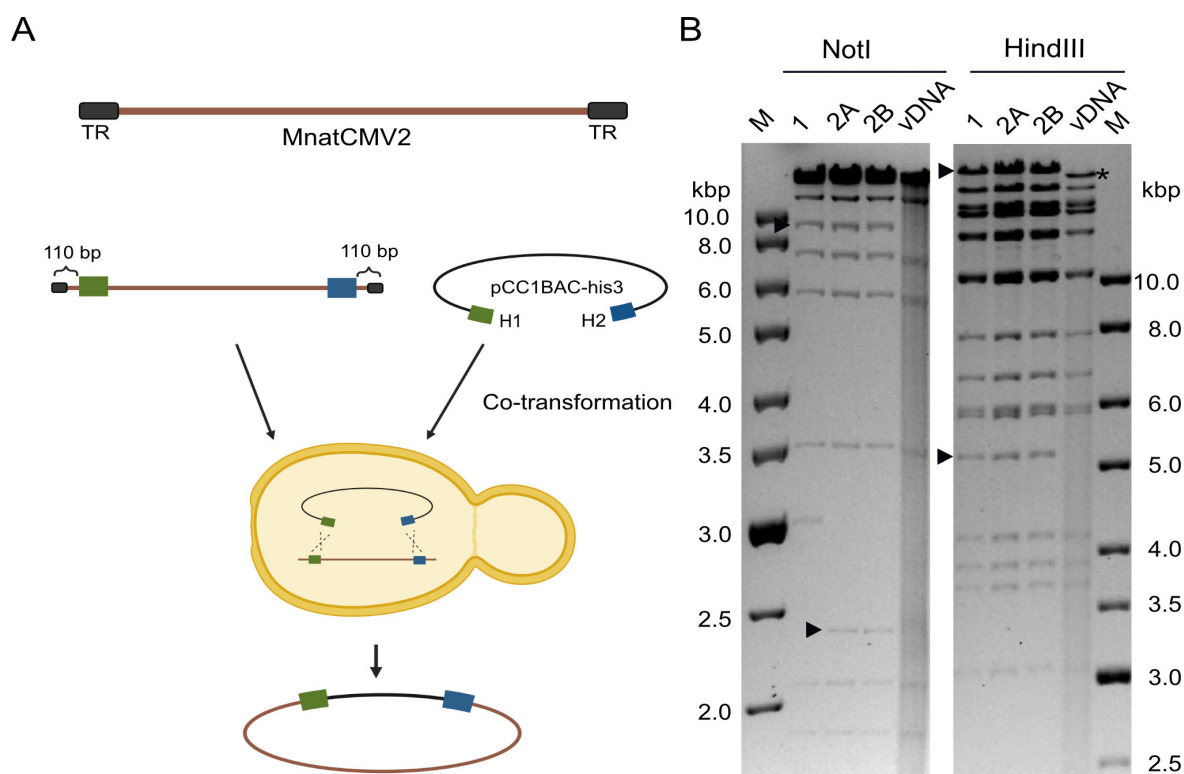 A
TR
MnatCMV2
TR
110 bp
110 bp
pCC1BAC-his3
H1
H2
Co-transformation
B
NotI
HindIII
M
1
2A
2B
vDNA
1
2A
2B
vDNA
M
kbp
10.0
8.0
6.0
5.0
4.0
3.5
3.0
2.5
2.0
*
kbp
10.0
8.0
6.0
5.0
4.0
3.5
3.0
2.5